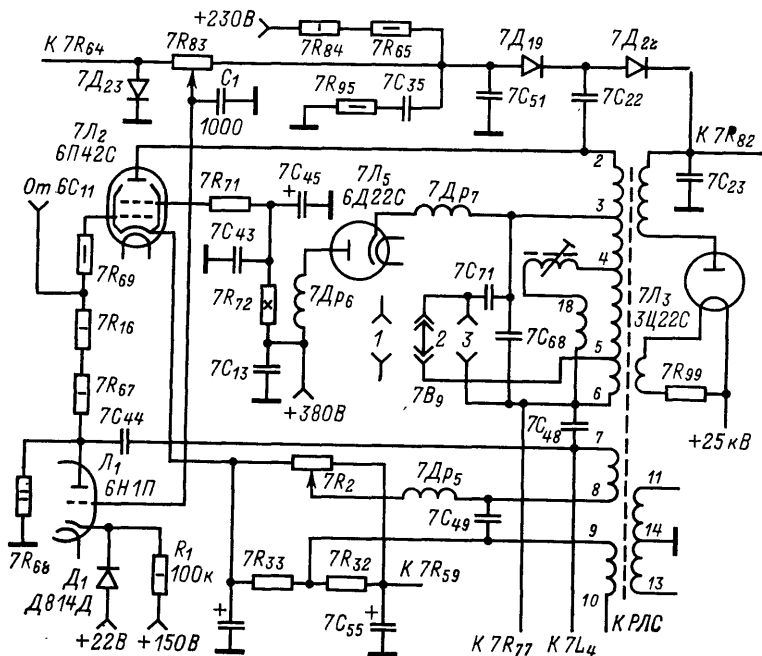 +230В
7R84
7R65
7Д19
7Д22
К 7R64
7R83
7Д23
C1
1000
7R95
7C35
7C51
7C22
7Л2
6П42С
2
К 7R82
От 6C11
7R71
7C45
+
7Л5
6Д22С
7Др7
7C23
3
7C43
7R69
7C71
4
7R72
7Др6
18
7Л3
3Ц22С
7R16
1
2
3
7C68
7C13
5
7R99
7R67
7В9
6
7C44
+380В
7C48
+25кВ
Л1
6Н1П
7
7R2
7Др5
11
8
7R68
R1
100к
7C49
9
14
Д1
Д814Д
7R33
7R32
К 7R59
10
13
+
7C55
+
К РЛС
+22В
+150В
К 7R77
К 7L4